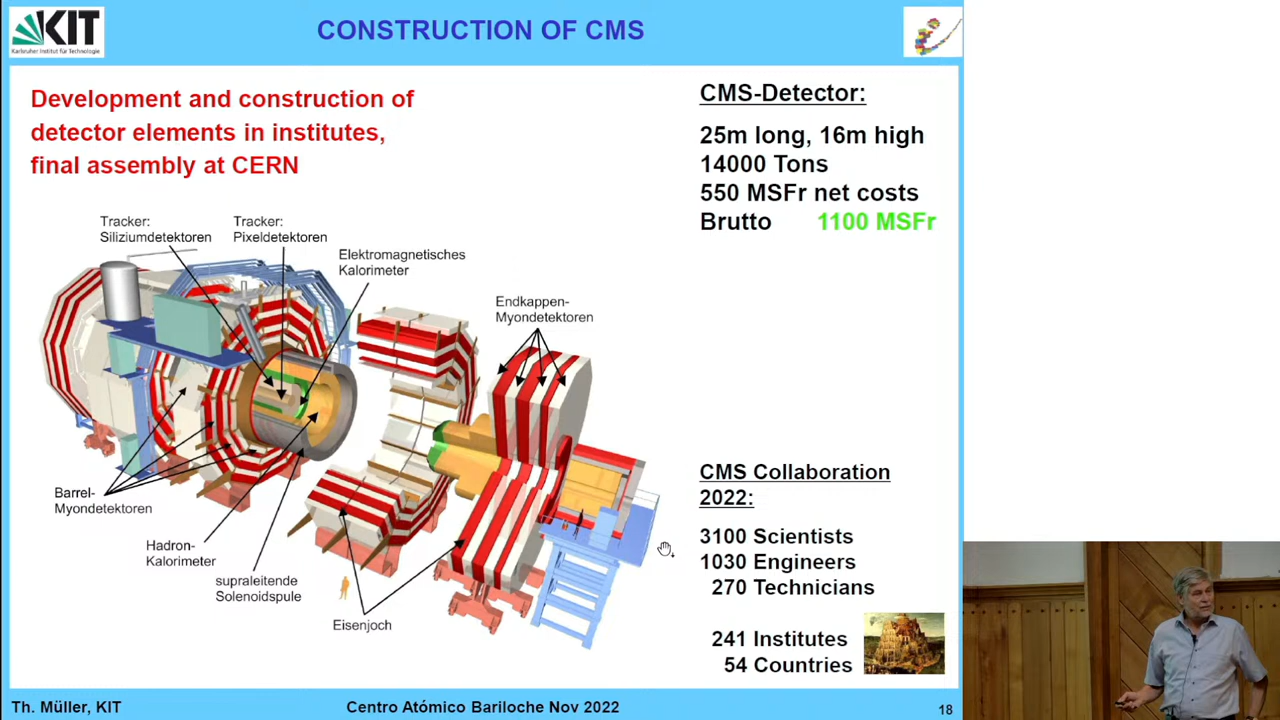 KIT
Karlsruher Institut für Technologie
CONSTRUCTION OF CMS
Development and construction of
detector elements in institutes,
final assembly at CERN
CMS-Detector:
25m long, 16m high
14000 Tons
550 MSFr net costs
Brutto 1100 MSFr
Tracker:
Siliziumdetektoren
Tracker:
Pixeldetektoren
Elektromagnetisches
Kalorimeter
Endkappen-
Myondetektoren
Barrel-
Myondetektoren
Hadron-
Kalorimeter
supraleitende
Solenoidspule
Eisenjoch
CMS Collaboration
2022:
3100 Scientists
1030 Engineers
270 Technicians
241 Institutes
54 Countries
Th. Müller, KIT
Centro Atómico Bariloche Nov 2022
18